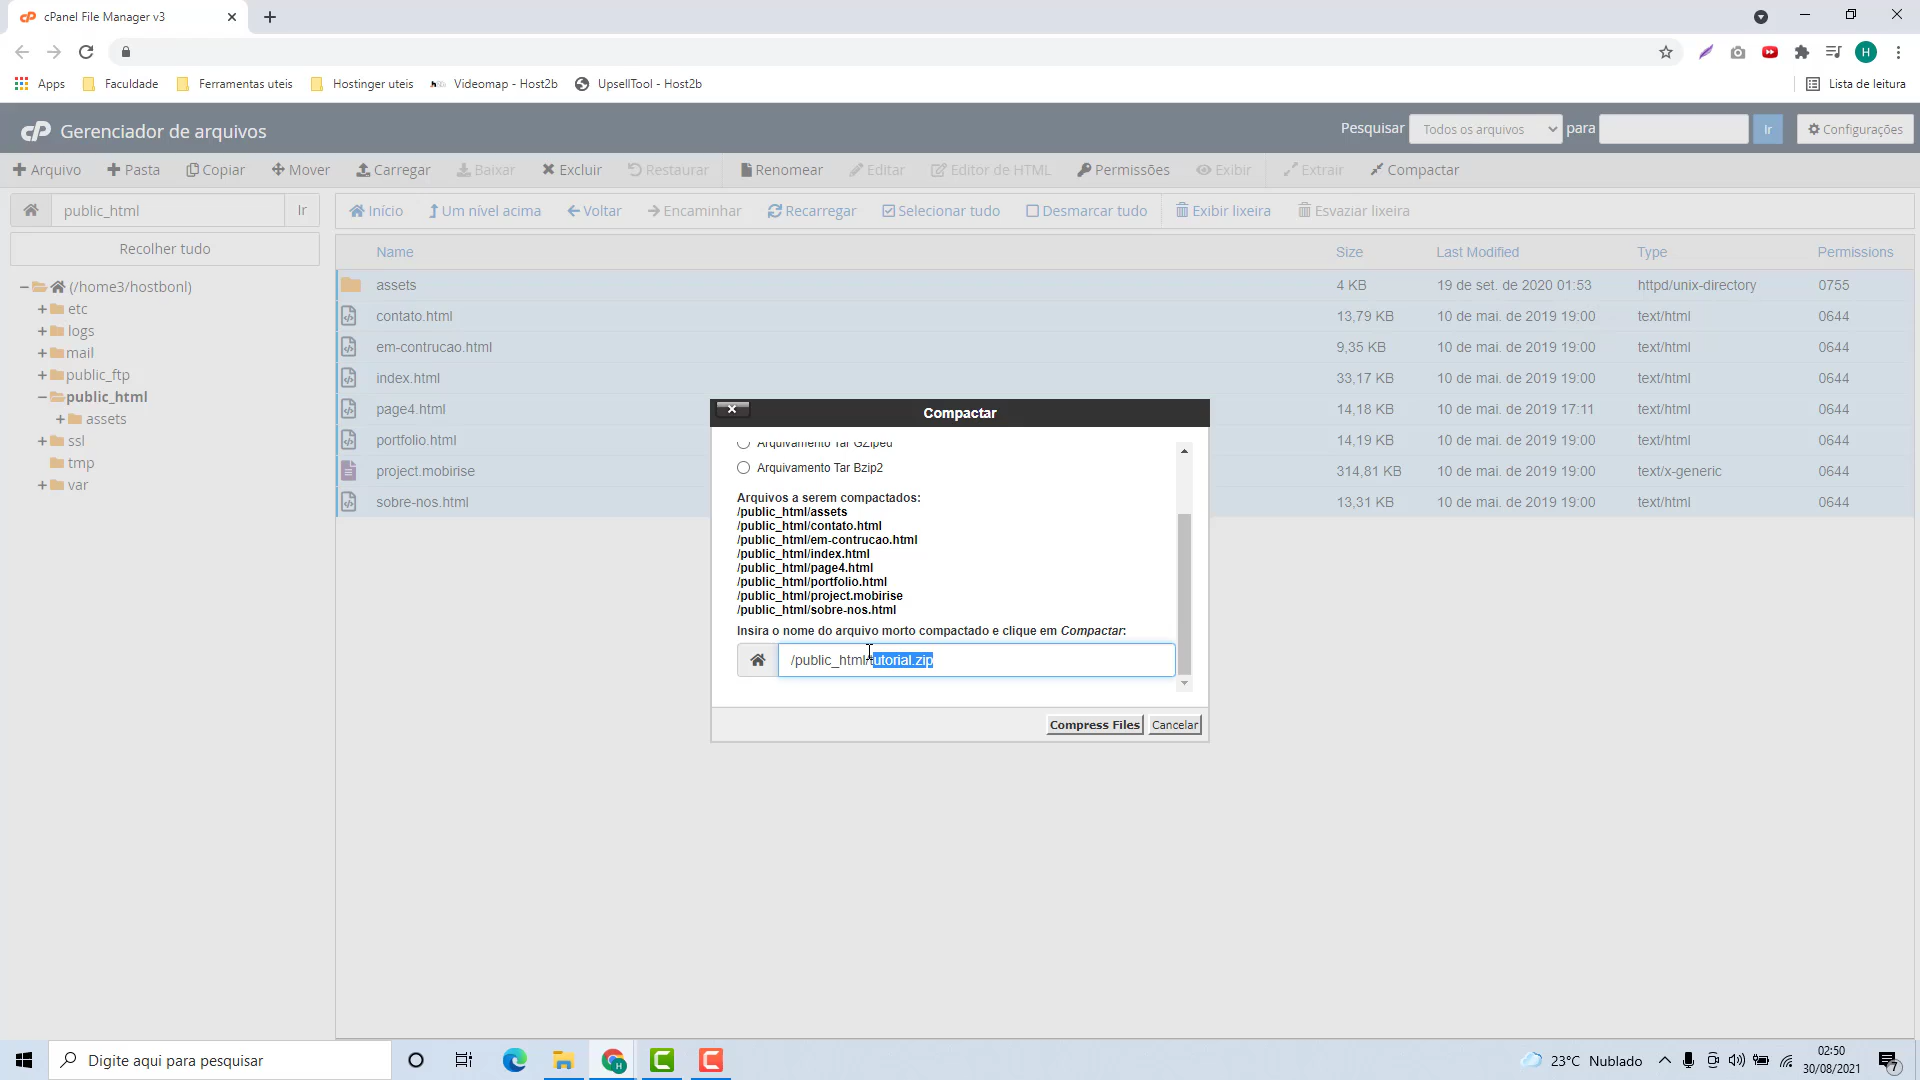 cPanel File Manager v3
Apps Faculdade Ferramentas uteis Hostinger uteis Videomap - Host2b UpsellTool - Host2b Lista de leitura
H
cP Gerenciador de arquivos Pesquisar Todos os arquivos para Ir Configurações
Arquivo Pasta Copiar Mover Carregar Baixar Excluir Restaurar Renomear Editar Editor de HTML Permissões Exibir Extrair Compactar
public_html Ir Início Um nível acima Voltar Encaminhar Recarregar Selecionar tudo Desmarcar tudo Exibir lixeira Esvaziar lixeira
Recolher tudo
(/home3/hostbonl)
etc
logs
mail
public_ftp
public_html
assets
ssl
tmp
var
Name Size Last Modified Type Permissions
assets 4 KB 19 de set. de 2020 01:53 httpd/unix-directory 0755
contato.html 13,79 KB 10 de mai. de 2019 19:00 text/html 0644
em-contrucao.html 9,35 KB 10 de mai. de 2019 19:00 text/html 0644
index.html 33,17 KB 10 de mai. de 2019 19:00 text/html 0644
page4.html 14,18 KB 10 de mai. de 2019 17:11 text/html 0644
portfolio.html 14,19 KB 10 de mai. de 2019 19:00 text/html 0644
project.mobirise 314,81 KB 10 de mai. de 2019 19:00 text/x-generic 0644
sobre-nos.html 13,31 KB 10 de mai. de 2019 19:00 text/html 0644
Compactar
Arquivamento Tar GZiped
Arquivamento Tar Bzip2
Arquivos a serem compactados:
/public_html/assets
/public_html/contato.html
/public_html/em-contrucao.html
/public_html/index.html
/public_html/page4.html
/public_html/portfolio.html
/public_html/project.mobirise
/public_html/sobre-nos.html
Insira o nome do arquivo morto compactado e clique em Compactar:
/public_html/tutorial.zip
Compress Files Cancelar
Digite aqui para pesquisar
H
23°C Nublado
02:50
30/08/2021
7